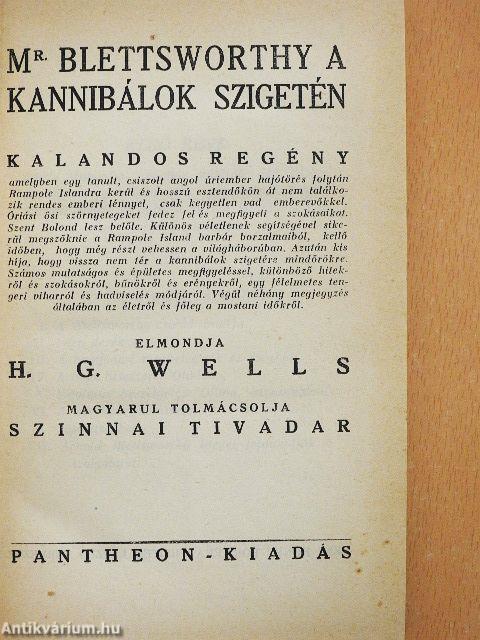 MR. BLETTSWORTHY A
KANNIBÁLOK SZIGETÉN
KALANDOS REGÉNY
amelyben egy tanult, csiszolt angol úriember hajótörés folytán
Rampole Islandra kerül és hosszú esztendőkön át nem találko-
zik rendes emberi lénnyel, csak kegyetlen vad emberevőkkel.
Óriási ősi szörnyetegeket fedez fel és megfigyeli a szokásaikat.
Szent Bolond lesz belőle. Különös véletlenek segítségével sike-
rül megszöknie a Rampole Island barbár borzalmaiból, kellő
időben, hogy még részt vehessen a világháborúban. Azután kis
híja, hogy vissza nem tér a kannibálok szigetére mindörökre.
Számos mulatságos és épületes megfigyeléssel, különböző hitek-
ről és szokásokról, bűnökről és erényekről, egy félelmetes ten-
geri viharról és hadviselés módjáról. Végül néhány megjegyzés
általában az életről és főleg a mostani időkről.
ELMONDJA
H. G. WELLS
MAGYARUL TOLMÁCSOLJA
SZINNAI TIVADAR
PANTHEON-KIADÁS
Antikvárium.hu